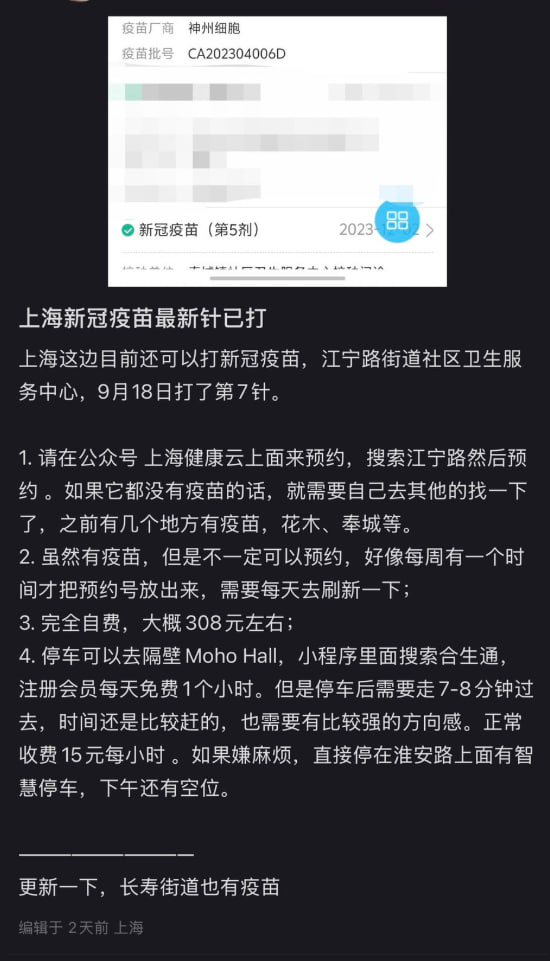 疫苗厂商 神州细胞
疫苗批号 CA202304006D
新冠疫苗（第5剂） 2023-
上海新冠疫苗最新针已打
上海这边目前还可以打新冠疫苗，江宁路街道社区卫生服
务中心，9月18日打了第7针。
1. 请在公众号 上海健康云上面来预约，搜索江宁路然后预
约 。如果它都没有疫苗的话，就需要自己去其他的找一下
了，之前有几个地方有疫苗，花木、奉城等。
2. 虽然有疫苗，但是不一定可以预约，好像每周有一个时
间才把预约号放出来，需要每天去刷新一下；
3. 完全自费，大概308元左右；
4. 停车可以去隔壁Moho Hall，小程序里面搜索合生通，
注册会员每天免费1个小时。但是停车后需要走7-8分钟过
去，时间还是比较赶的，也需要有比较强的方向感。正常
收费15元每小时 。如果嫌麻烦，直接停在淮安路上面有智
慧停车，下午还有空位。
更新一下，长寿街道也有疫苗
编辑于 2天前 上海